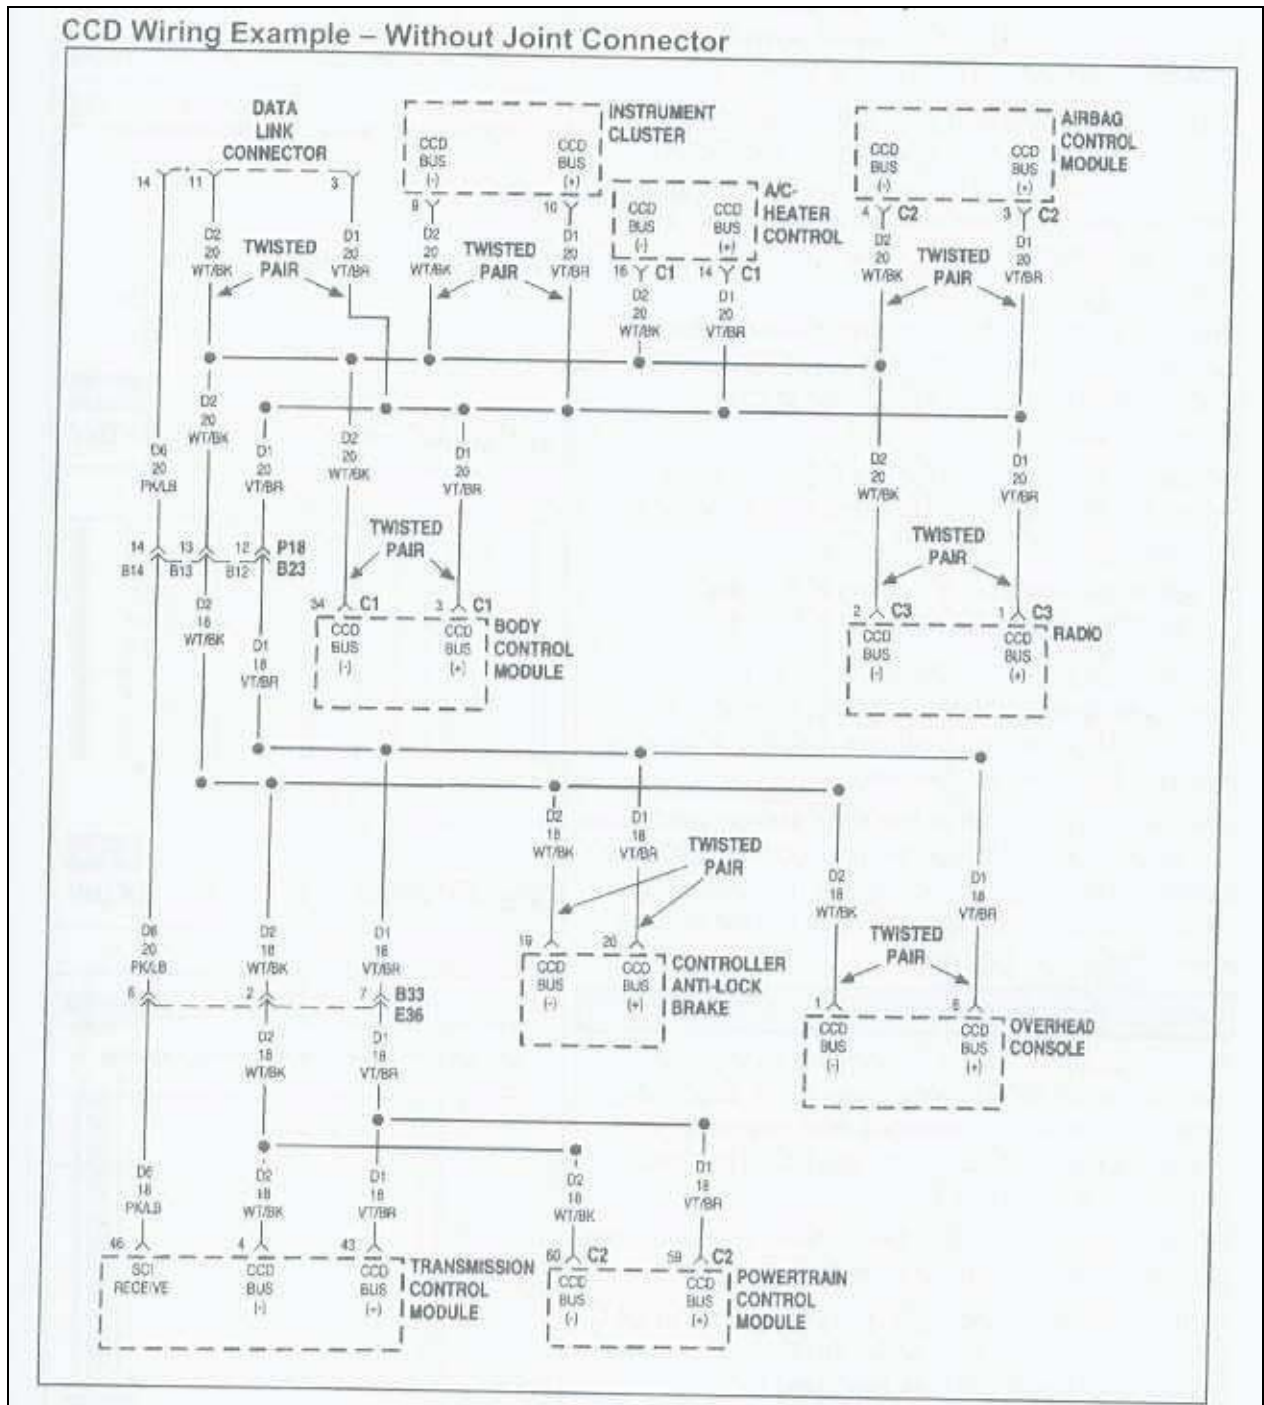 CCD Wiring Example – Without Joint Connector
DATA
LINK
CONNECTOR
14
11
3
INSTRUMENT
CLUSTER
CCD
BUS
(-)
CCD
BUS
(+)
10
A/C-
HEATER
CONTROL
CCD
BUS
(-)
CCD
BUS
(+)
16
C1
14
C1
AIRBAG
CONTROL
MODULE
CCD
BUS
(-)
CCD
BUS
(-)
4
C2
3
C2
D2
20
WT/BK
TWISTED
PAIR
D1
20
VT/BR
D2
20
WT/BK
TWISTED
PAIR
D1
20
VT/BR
D2
20
WT/BK
D1
20
VT/BR
D2
20
WT/BK
TWISTED
PAIR
D1
20
VT/BR
D6
20
PK/LB
D2
20
WT/BK
D1
20
VT/BR
D2
20
WT/BK
D1
20
VT/BR
D2
20
WT/BK
D1
20
VT/BR
TWISTED
PAIR
TWISTED
PAIR
14
13
12
P18
B14
B13
B12
B23
D2
18
WT/BK
D1
18
VT/BR
34
C1
3
C1
CCD
BUS
(-)
CCD
BUS
(+)
BODY
CONTROL
MODULE
2
C3
1
C3
CCD
BUS
(-)
CCD
BUS
(+)
RADIO
D2
18
WT/BK
D1
18
VT/BR
TWISTED
PAIR
D2
18
WT/BK
D1
18
VT/BR
TWISTED
PAIR
D6
20
PK/LB
D2
18
WT/BK
D1
18
VT/BR
6
2
7
B33
E36
19
20
CCD
BUS
(-)
CCD
BUS
(+)
CONTROLLER
ANTI-LOCK
BRAKE
1
6
CCD
BUS
(-)
CCD
BUS
(+)
OVERHEAD
CONSOLE
D2
18
WT/BK
D1
18
VT/BR
D6
18
PK/LB
D2
18
WT/BK
D1
18
VT/BR
D2
18
WT/BK
D1
18
VT/BR
46
4
43
SCI
RECEIVE
CCD
BUS
(-)
CCD
BUS
(+)
TRANSMISSION
CONTROL
MODULE
60
C2
59
C2
CCD
BUS
(-)
CCD
BUS
(+)
POWERTRAIN
CONTROL
MODULE